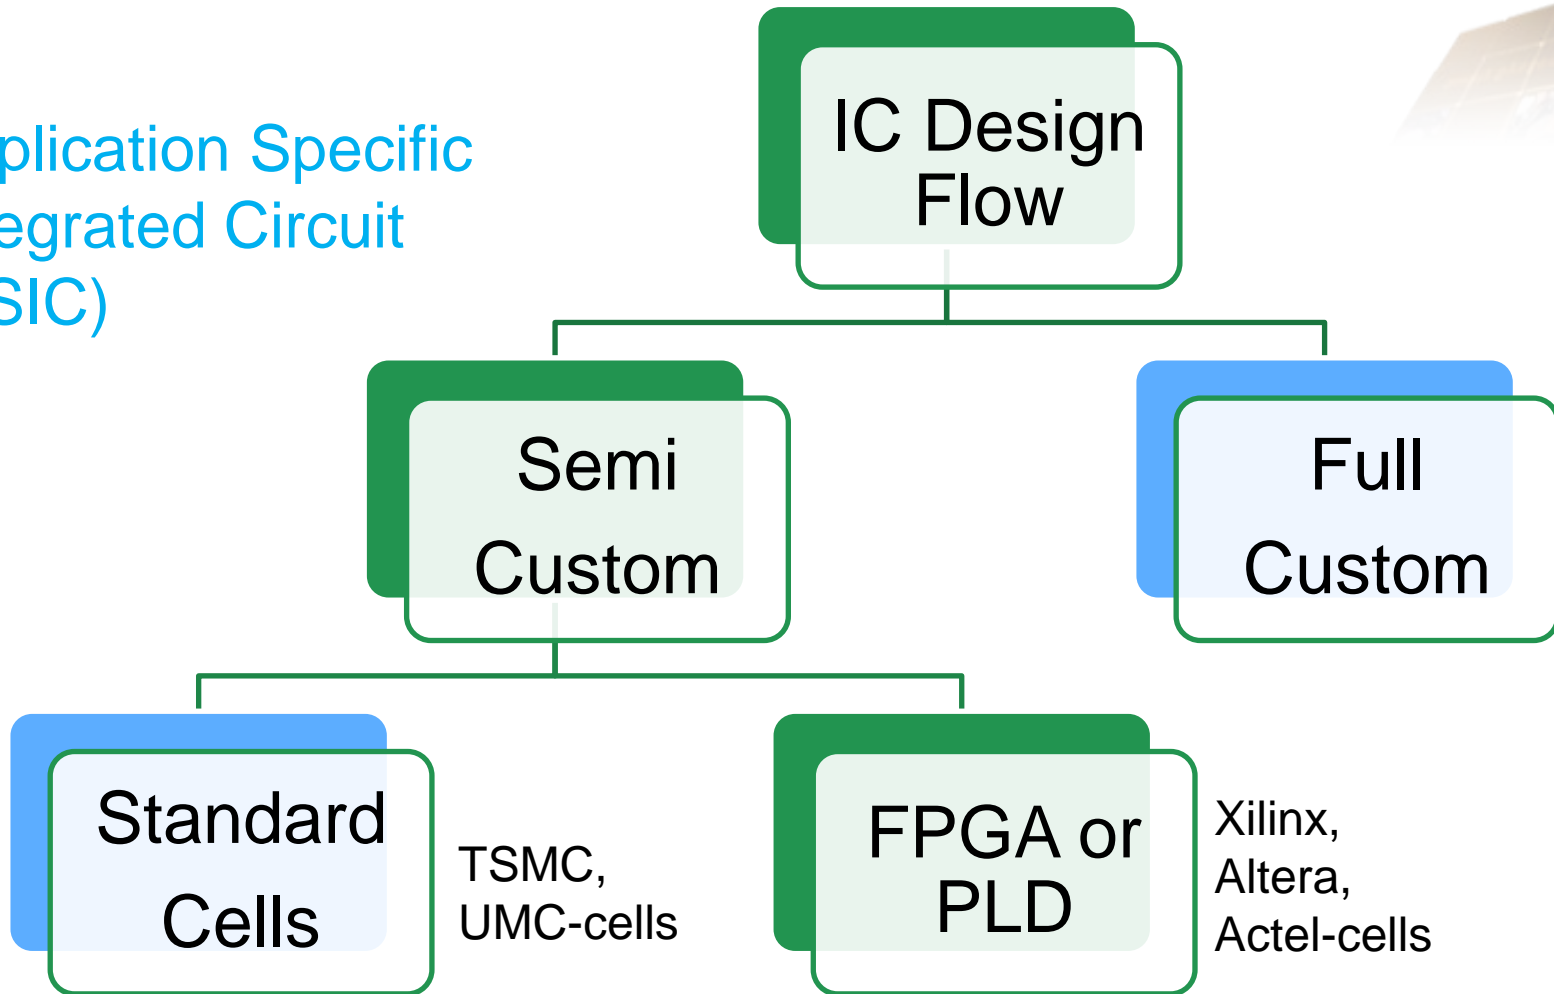 plication Specific
egrated Circuit
SIC)
IC Design
Flow
Semi
Custom
Full
Custom
Standard
Cells
TSMC,
UMC-cells
FPGA or
PLD
Xilinx,
Altera,
Actel-cells